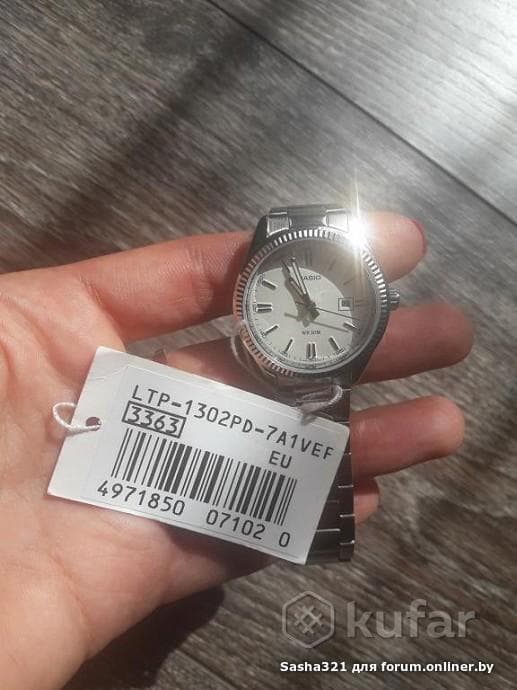 CASIO
WR50M
LTP-1302PD-7A1VEF
3363
EU
4971850 07102 0
kufar
Sasha321 для forum.onliner.by